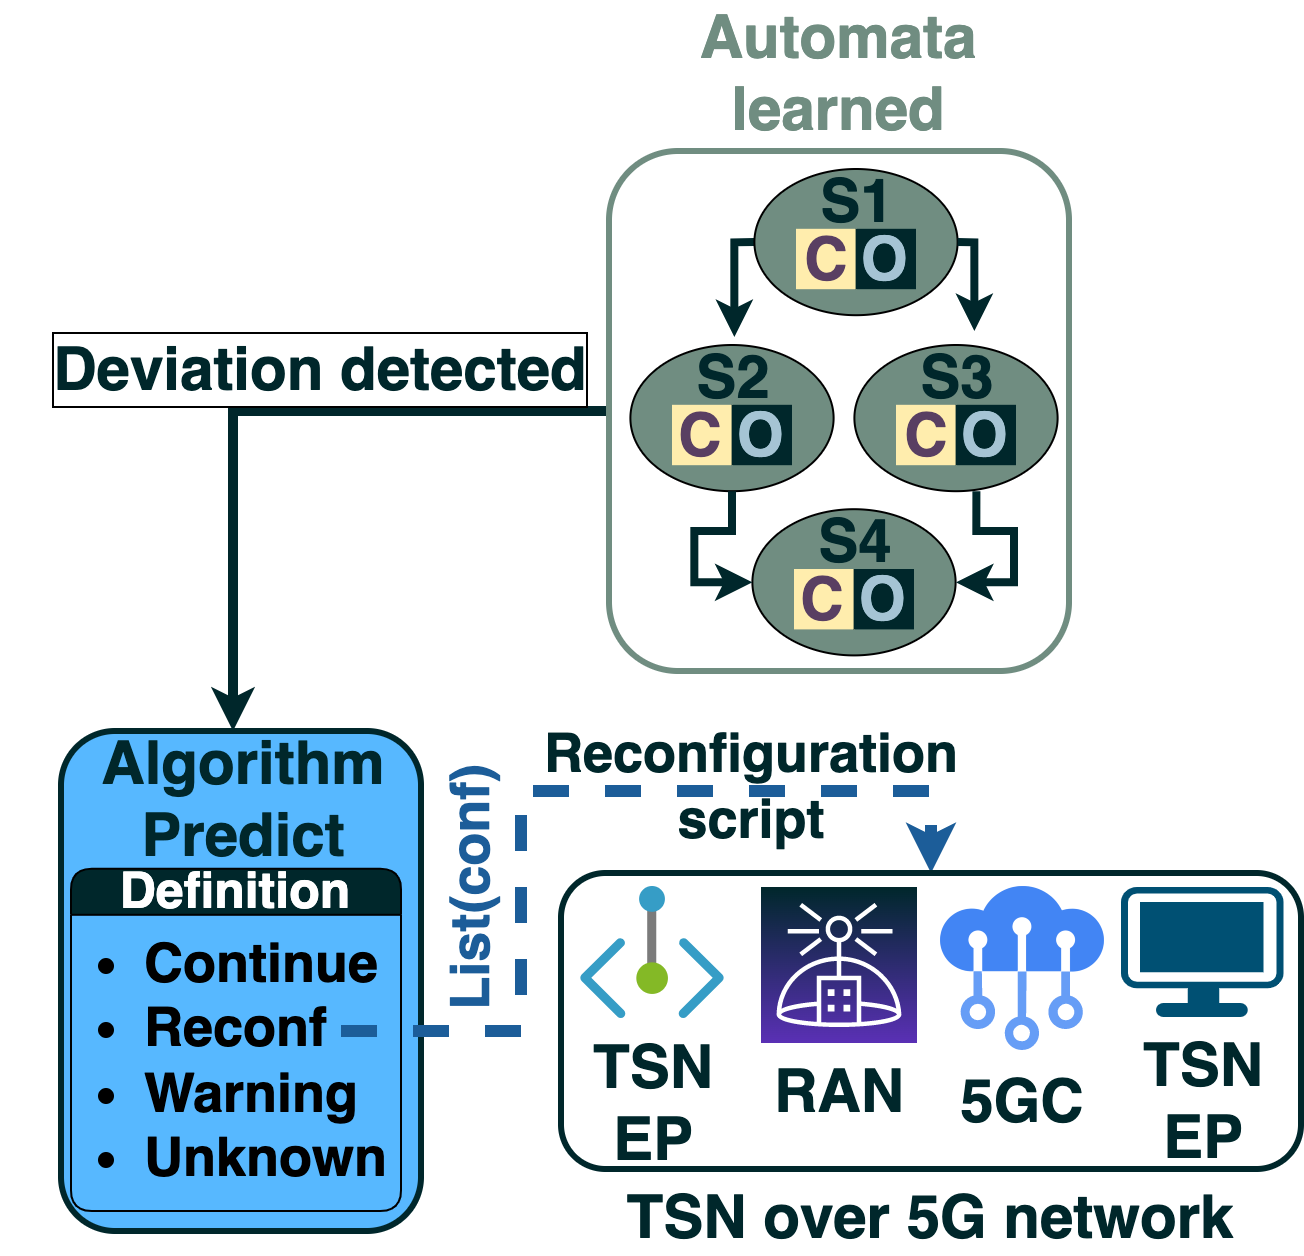 Automata
learned
S1
C O
S2
C O
S3
C O
S4
C O
Deviation detected
Algorithm
Predict
Definition
• Continue
• Reconf
• Warning
• Unknown
List(conf)
Reconfiguration
script
TSN
EP
RAN
5GC
TSN
EP
TSN over 5G network